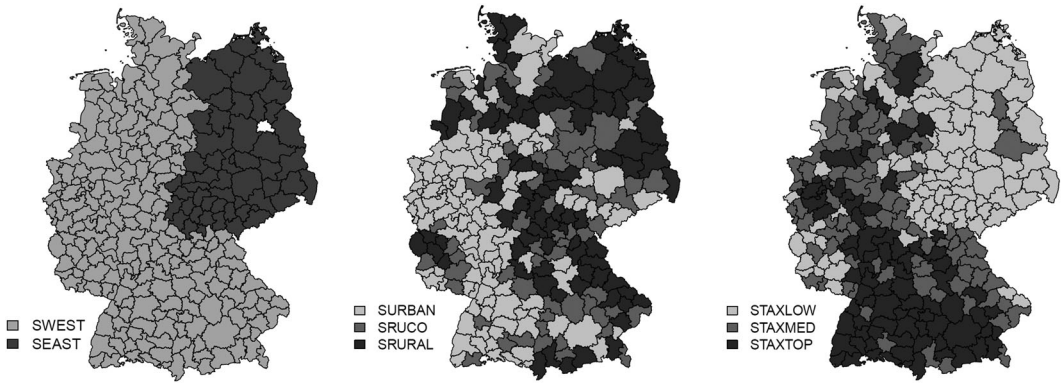 SWEST
SEAST
SURBAN
SRUCO
SRURAL
STAXLOW
STAXMED
STAXTOP